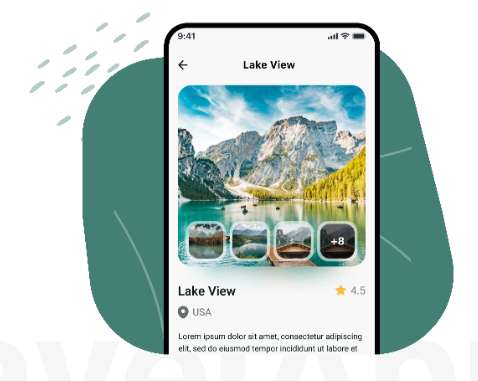 9:41
Lake View
+8
Lake View
4.5
USA
Lorem ipsum dolor sit amet, consectetur adipiscing
elit, sed do eiusmod tempor incididunt ut labore et